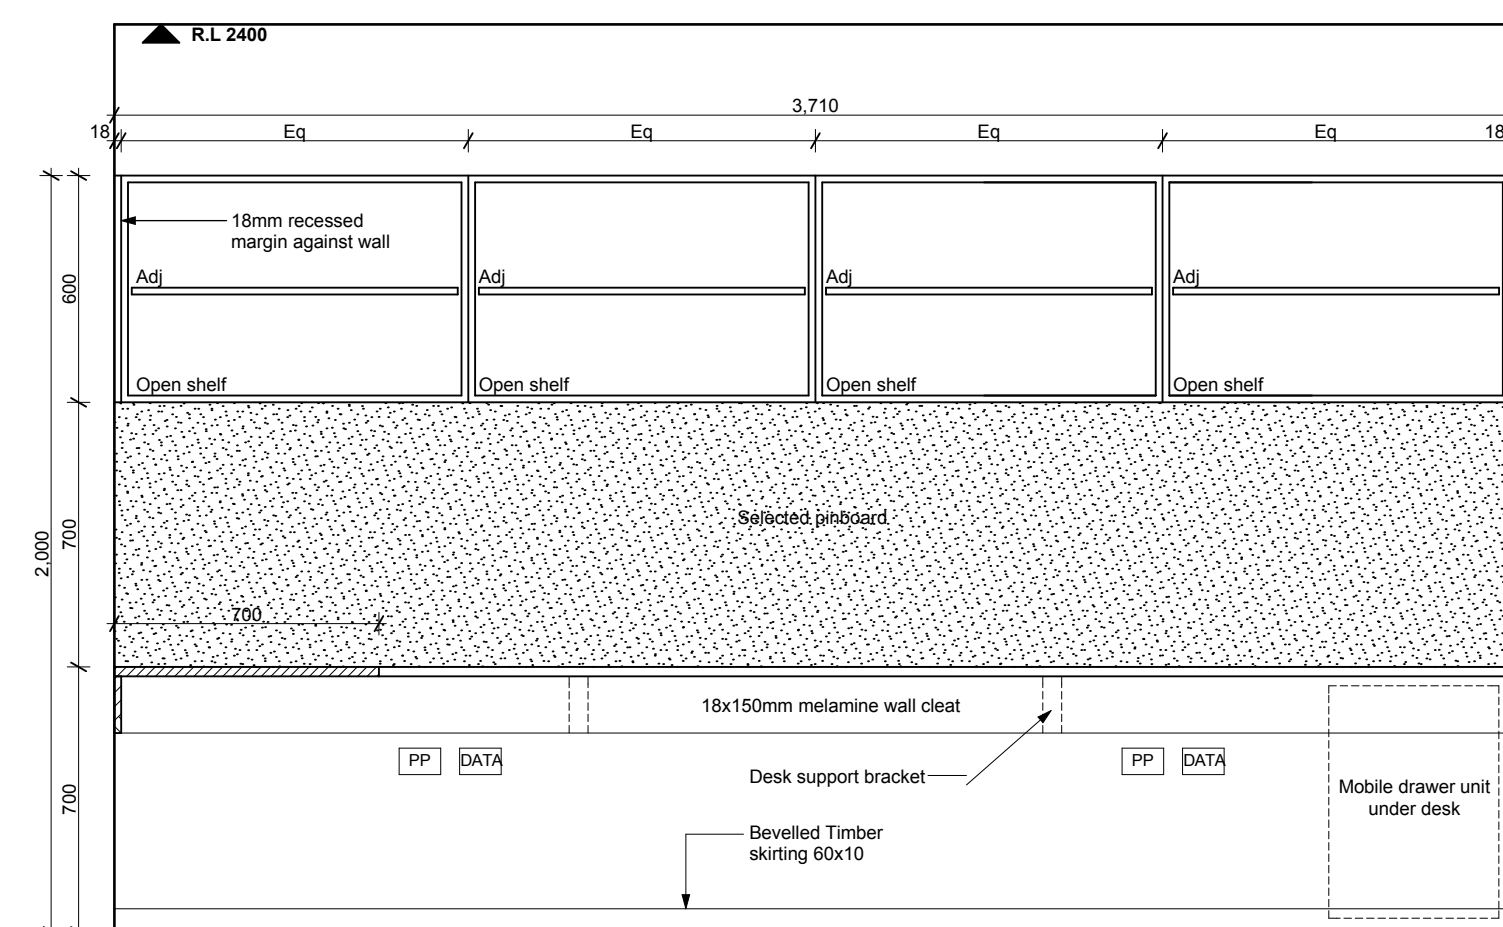 R.L 2400
3,710
18
Eq
Eq
Eq
Eq
18
18mm recessed
margin against wall
600
Adj
Adj
Adj
Adj
Open shelf
Open shelf
Open shelf
Open shelf
Selected pinboard
2,000
700
700
18x150mm melamine wall cleat
PP
DATA
PP
DATA
Desk support bracket
Mobile drawer unit
under desk
700
Bevelled Timber
skirting 60x10